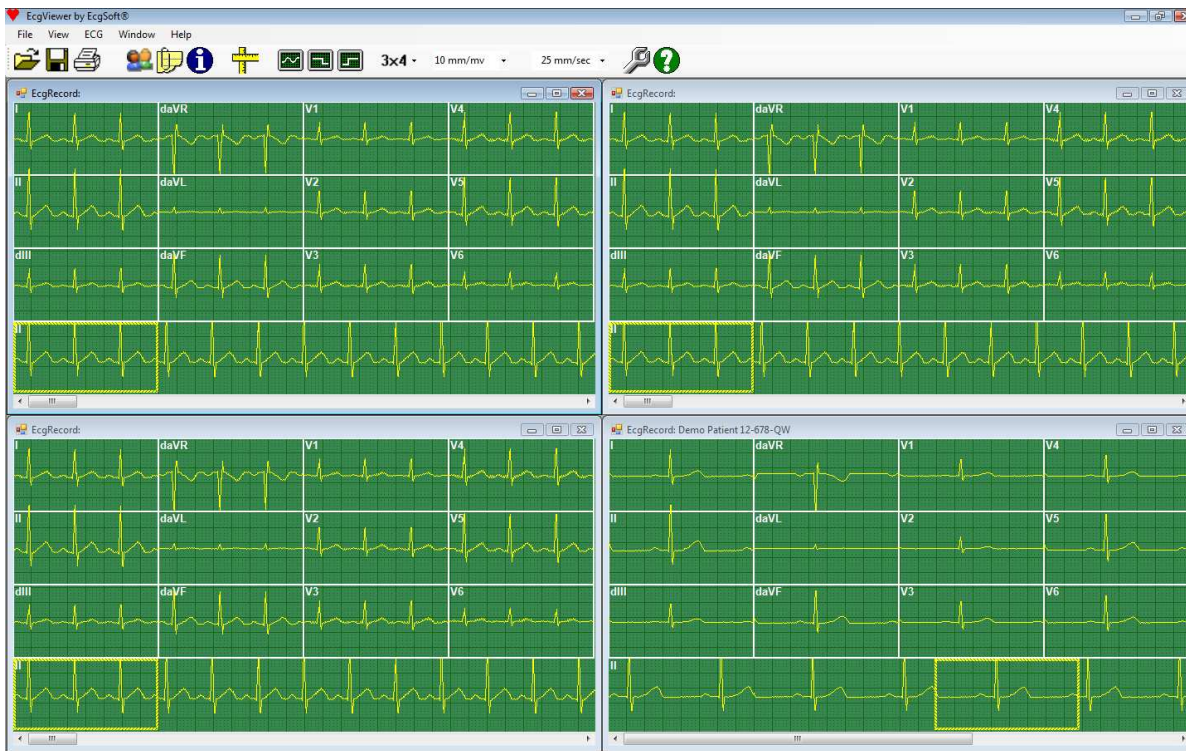 EcgViewer by EcgSoft®
File View ECG Window Help
3x4 10 mm/mv 25 mm/sec
EcgRecord:
I daVR V1 V4
II daVL V2 V5
dIII daVF V3 V6
II
EcgRecord:
I daVR V1 V4
II daVL V2 V5
dIII daVF V3 V6
II
EcgRecord:
I daVR V1 V4
II daVL V2 V5
dIII daVF V3 V6
II
EcgRecord: Demo Patient 12-678-QW
I daVR V1 V4
II daVL V2 V5
dIII daVF V3 V6
II